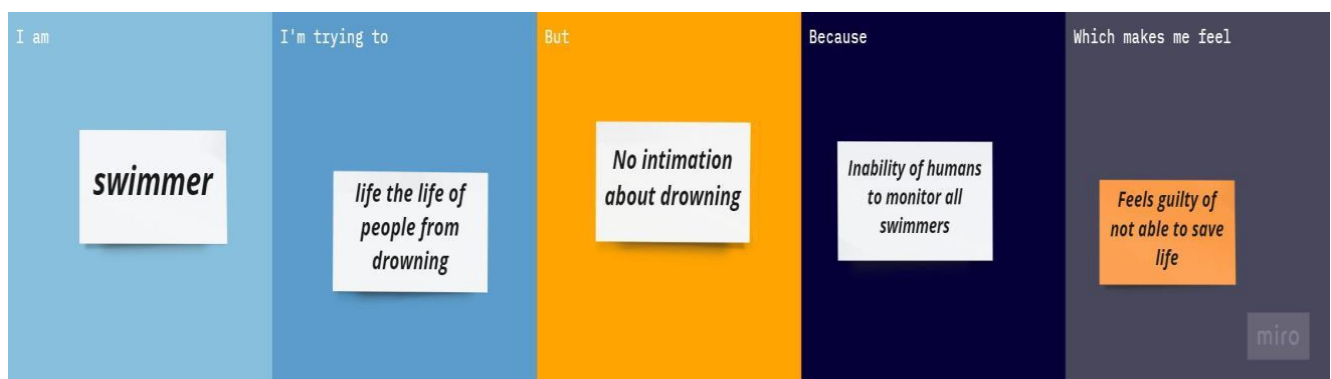 I am
I'm trying to
But
Because
Which makes me feel
swimmer
life the life of
people from
drowning
No intimation
about drowning
Inability of humans
to monitor all
swimmers
Feels guilty of
not able to save
life
miro